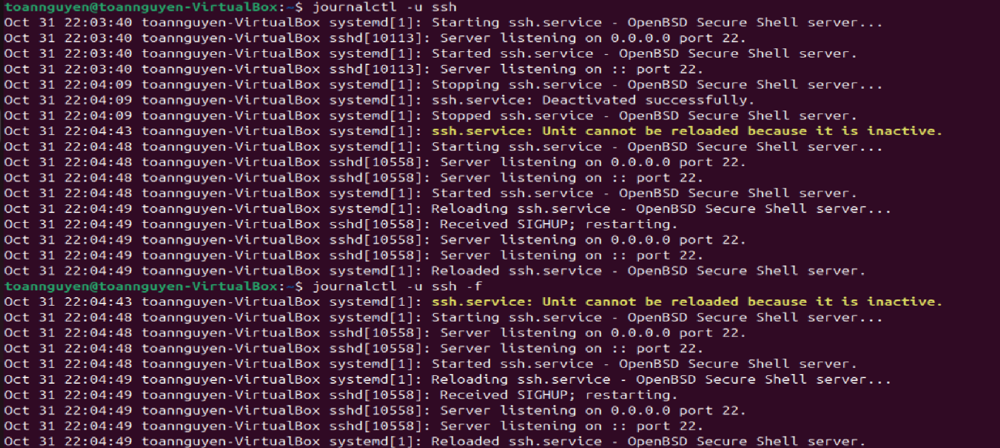 toannguyen@toannguyen-VirtualBox:~$ journalctl -u ssh
Oct 31 22:03:40 toannguyen-VirtualBox systemd[1]: Starting ssh.service - OpenBSD Secure Shell server...
Oct 31 22:03:40 toannguyen-VirtualBox sshd[10113]: Server listening on 0.0.0.0 port 22.
Oct 31 22:03:40 toannguyen-VirtualBox systemd[1]: Started ssh.service - OpenBSD Secure Shell server.
Oct 31 22:03:40 toannguyen-VirtualBox sshd[10113]: Server listening on :: port 22.
Oct 31 22:04:09 toannguyen-VirtualBox systemd[1]: Stopping ssh.service - OpenBSD Secure Shell server...
Oct 31 22:04:09 toannguyen-VirtualBox systemd[1]: ssh.service: Deactivated successfully.
Oct 31 22:04:09 toannguyen-VirtualBox systemd[1]: Stopped ssh.service - OpenBSD Secure Shell server.
Oct 31 22:04:43 toannguyen-VirtualBox systemd[1]: ssh.service: Unit cannot be reloaded because it is inactive.
Oct 31 22:04:48 toannguyen-VirtualBox systemd[1]: Starting ssh.service - OpenBSD Secure Shell server...
Oct 31 22:04:48 toannguyen-VirtualBox sshd[10558]: Server listening on 0.0.0.0 port 22.
Oct 31 22:04:48 toannguyen-VirtualBox sshd[10558]: Server listening on :: port 22.
Oct 31 22:04:48 toannguyen-VirtualBox systemd[1]: Started ssh.service - OpenBSD Secure Shell server.
Oct 31 22:04:49 toannguyen-VirtualBox systemd[1]: Reloading ssh.service - OpenBSD Secure Shell server...
Oct 31 22:04:49 toannguyen-VirtualBox sshd[10558]: Received SIGHUP; restarting.
Oct 31 22:04:49 toannguyen-VirtualBox sshd[10558]: Server listening on 0.0.0.0 port 22.
Oct 31 22:04:49 toannguyen-VirtualBox sshd[10558]: Server listening on :: port 22.
Oct 31 22:04:49 toannguyen-VirtualBox systemd[1]: Reloaded ssh.service - OpenBSD Secure Shell server.
toannguyen@toannguyen-VirtualBox:~$ journalctl -u ssh -f
Oct 31 22:04:43 toannguyen-VirtualBox systemd[1]: ssh.service: Unit cannot be reloaded because it is inactive.
Oct 31 22:04:48 toannguyen-VirtualBox systemd[1]: Starting ssh.service - OpenBSD Secure Shell server...
Oct 31 22:04:48 toannguyen-VirtualBox sshd[10558]: Server listening on 0.0.0.0 port 22.
Oct 31 22:04:48 toannguyen-VirtualBox sshd[10558]: Server listening on :: port 22.
Oct 31 22:04:48 toannguyen-VirtualBox systemd[1]: Started ssh.service - OpenBSD Secure Shell server.
Oct 31 22:04:49 toannguyen-VirtualBox systemd[1]: Reloading ssh.service - OpenBSD Secure Shell server...
Oct 31 22:04:49 toannguyen-VirtualBox sshd[10558]: Received SIGHUP; restarting.
Oct 31 22:04:49 toannguyen-VirtualBox sshd[10558]: Server listening on 0.0.0.0 port 22.
Oct 31 22:04:49 toannguyen-VirtualBox sshd[10558]: Server listening on :: port 22.
Oct 31 22:04:49 toannguyen-VirtualBox systemd[1]: Reloaded ssh.service - OpenBSD Secure Shell server.